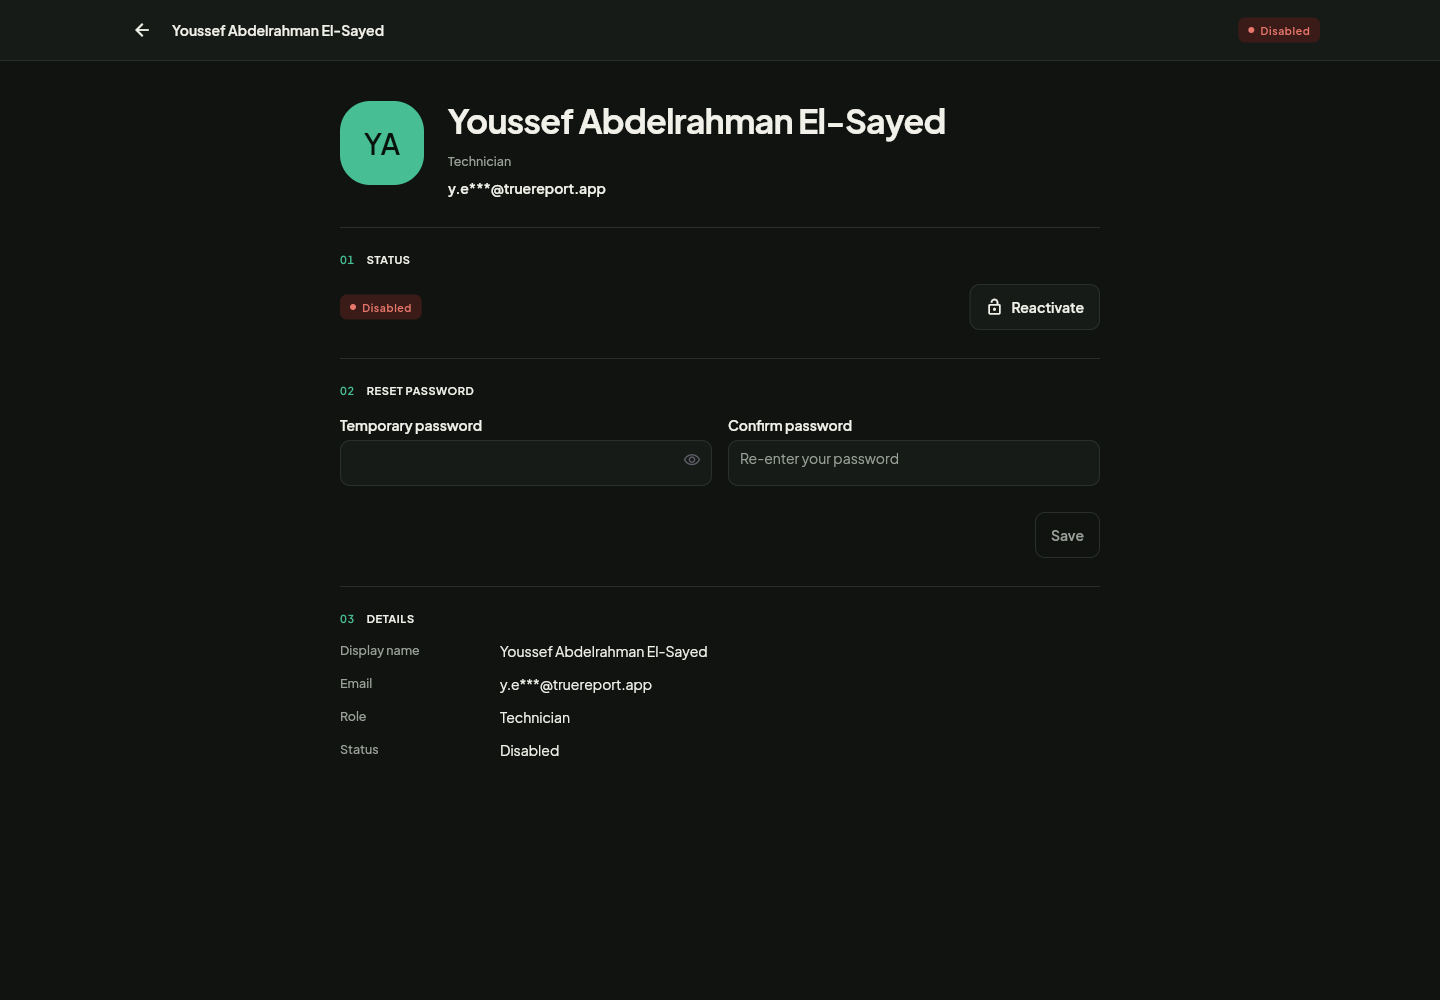 Youssef Abdelrahman El-Sayed
Disabled
YA
Youssef Abdelrahman El-Sayed
Technician
y.e***@truereport.app
01 STATUS
Disabled
Reactivate
02 RESET PASSWORD
Temporary password
Confirm password
Re-enter your password
Save
03 DETAILS
Display name Youssef Abdelrahman El-Sayed
Email y.e***@truereport.app
Role Technician
Status Disabled